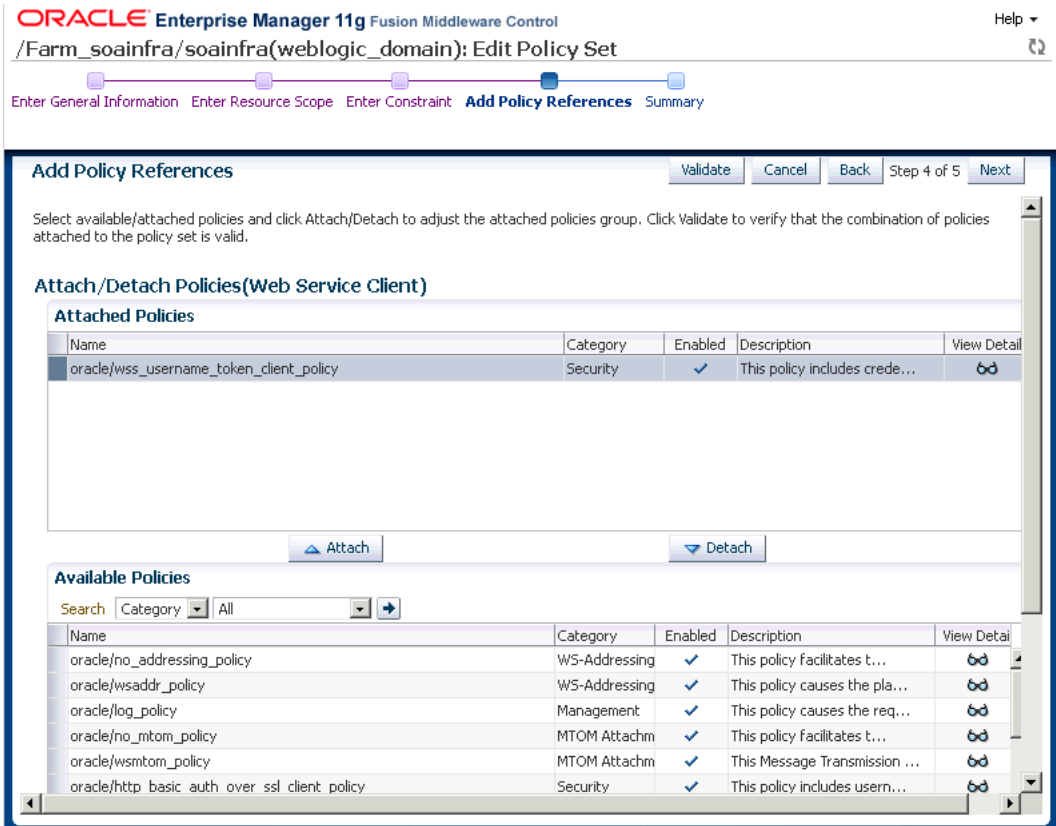 ORACLE Enterprise Manager 11g Fusion Middleware Control
Help
/Farm_soainfra/soainfra(weblogic_domain): Edit Policy Set
Enter General Information Enter Resource Scope Enter Constraint Add Policy References Summary
Add Policy References
Validate Cancel Back Step 4 of 5 Next
Select available/attached policies and click Attach/Detach to adjust the attached policies group. Click Validate to verify that the combination of policies
attached to the policy set is valid.
Attach/Detach Policies(Web Service Client)
Attached Policies
Name Category Enabled Description View Detail
oracle/wss_username_token_client_policy Security This policy includes crede...
Attach Detach
Available Policies
Search Category All
Name Category Enabled Description View Detai
oracle/no_addressing_policy WS-Addressing This policy facilitates t...
oracle/wsaddr_policy WS-Addressing This policy causes the pla...
oracle/log_policy Management This policy causes the req...
oracle/no_mtom_policy MTOM Attachm This policy facilitates t...
oracle/wsmtom_policy MTOM Attachm This Message Transmission ...
oracle/http_basic_auth_over_ssl_client_policy Security This policy includes usern...